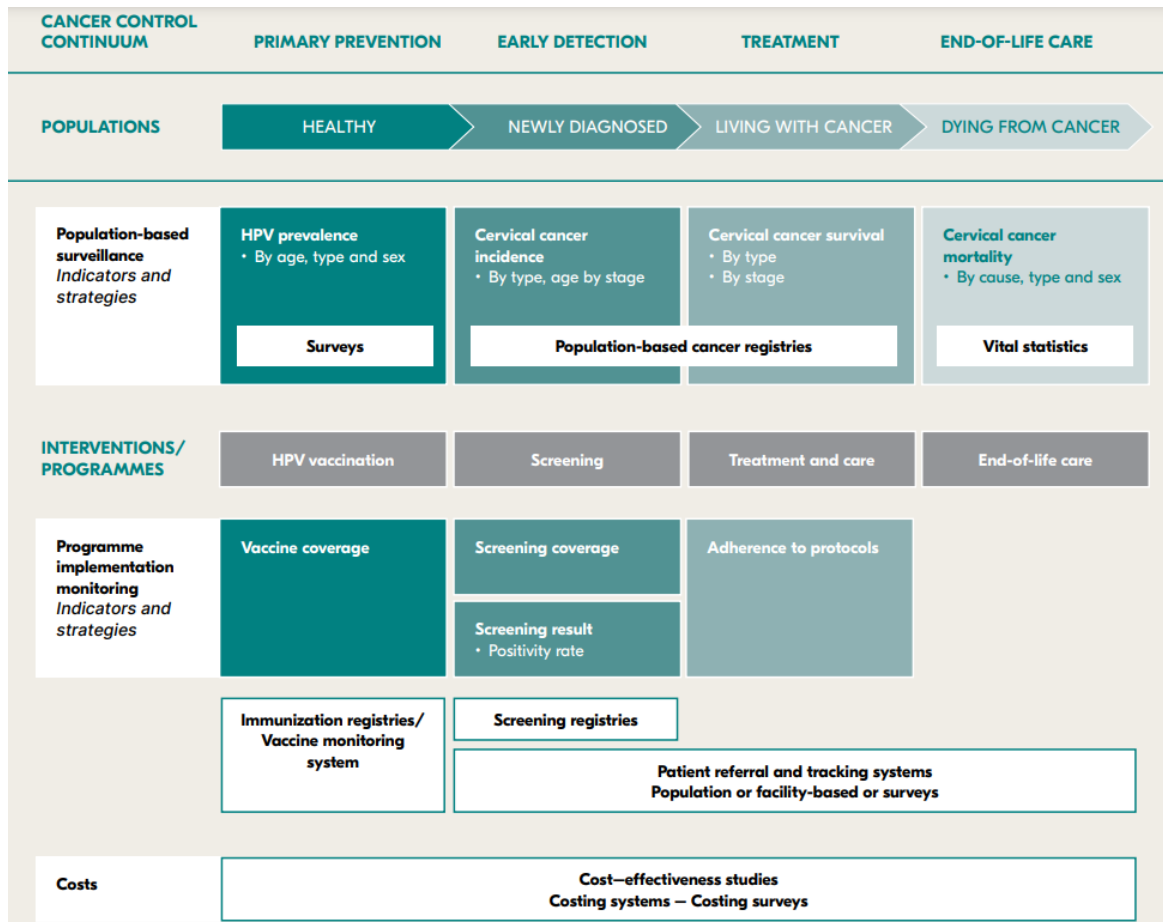 CANCER CONTROL
CONTINUUM
PRIMARY PREVENTION
EARLY DETECTION
TREATMENT
END-OF-LIFE CARE
POPULATIONS
HEALTHY
NEWLY DIAGNOSED
LIVING WITH CANCER
DYING FROM CANCER
Population-based
surveillance
Indicators and
strategies
HPV prevalence
• By age, type and sex
Surveys
Cervical cancer
incidence
• By type, age by stage
Cervical cancer survival
• By type
• By stage
Population-based cancer registries
Cervical cancer
mortality
• By cause, type and sex
Vital statistics
INTERVENTIONS/
PROGRAMMES
HPV vaccination
Screening
Treatment and care
End-of-life care
Programme
implementation
monitoring
Indicators and
strategies
Vaccine coverage
Screening coverage
Screening result
• Positivity rate
Adherence to protocols
Immunization registries/
Vaccine monitoring
system
Screening registries
Patient referral and tracking systems
Population or facility-based or surveys
Costs
Cost–effectiveness studies
Costing systems – Costing surveys